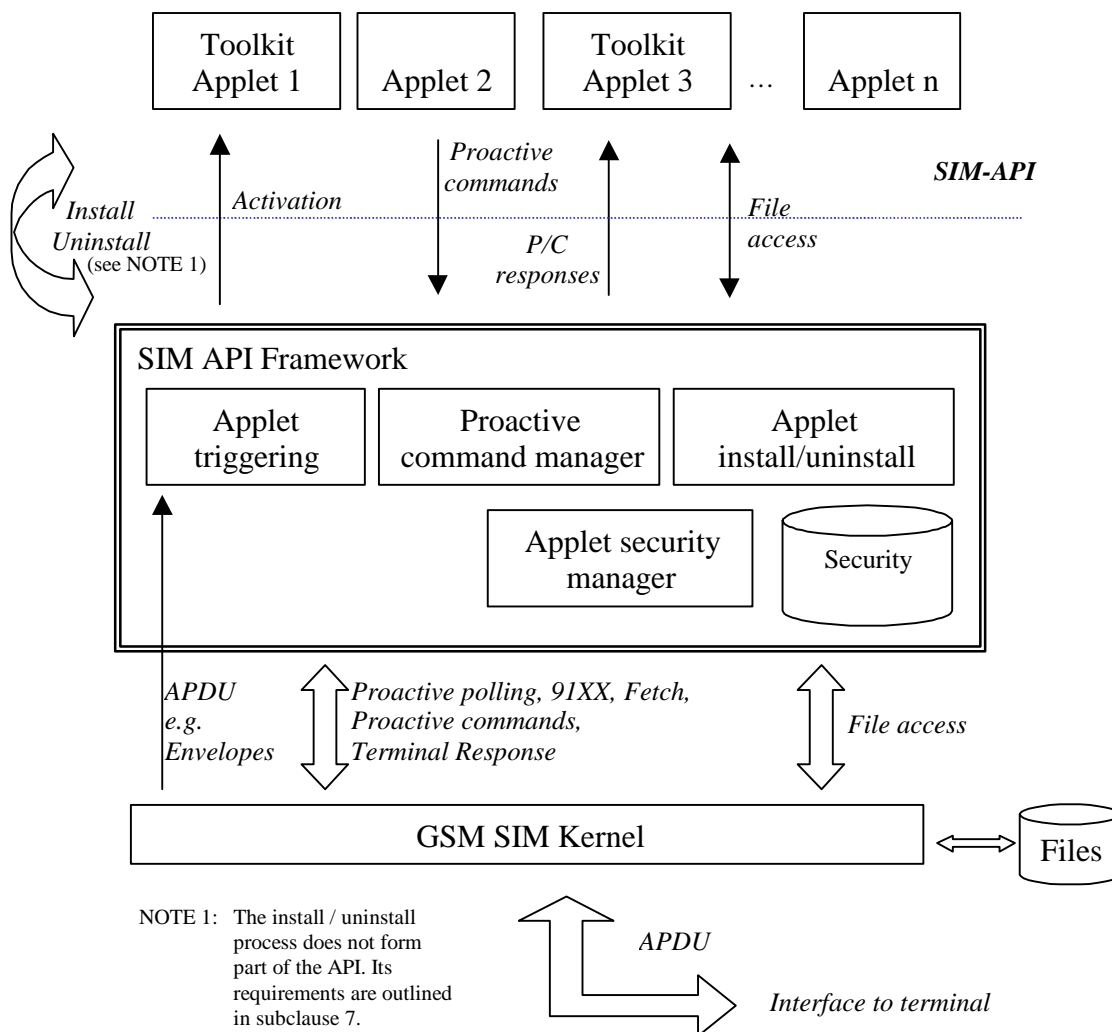 Toolkit
Applet 1
Applet 2
Toolkit
Applet 3
...
Applet n
Install
Uninstall
(see NOTE 1)
Activation
Proactive
commands
P/C
responses
File
access
SIM-API
SIM API Framework
Applet
triggering
Proactive
command manager
Applet
install/uninstall
Applet security
manager
Security
APDU
e.g.
Envelopes
Proactive polling, 91XX, Fetch,
Proactive commands,
Terminal Response
File access
GSM SIM Kernel
Files
NOTE 1: The install / uninstall
process does not form
part of the API. Its
requirements are outlined
in subclause 7.
APDU
Interface to terminal